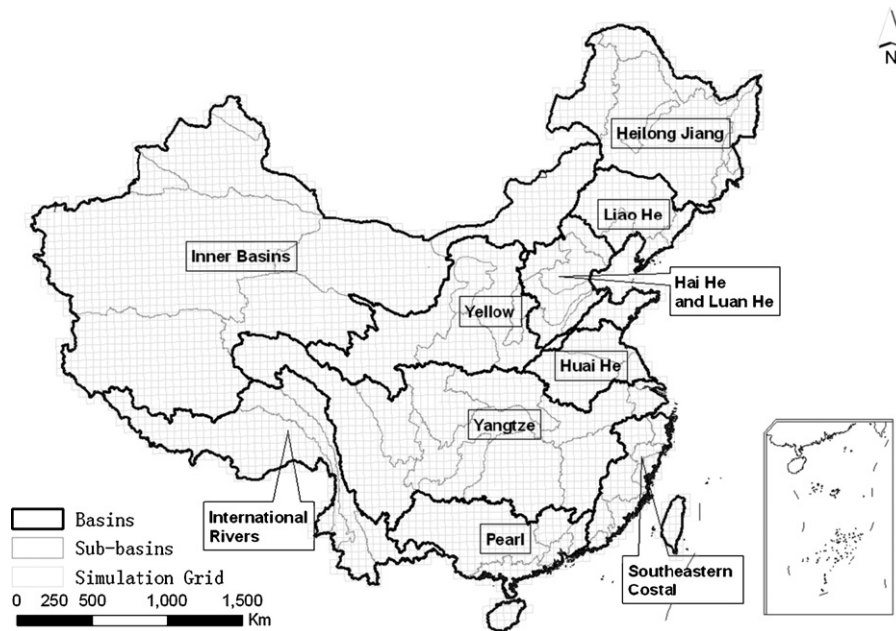 N
Heilong Jiang
Liao He
Inner Basins
Hai He
and Luan He
Yellow
Huai He
Yangtze
International
Rivers
Pearl
Southeastern
Costal
Basins
Sub-basins
Simulation Grid
0 250 500 1,000 1,500
Km